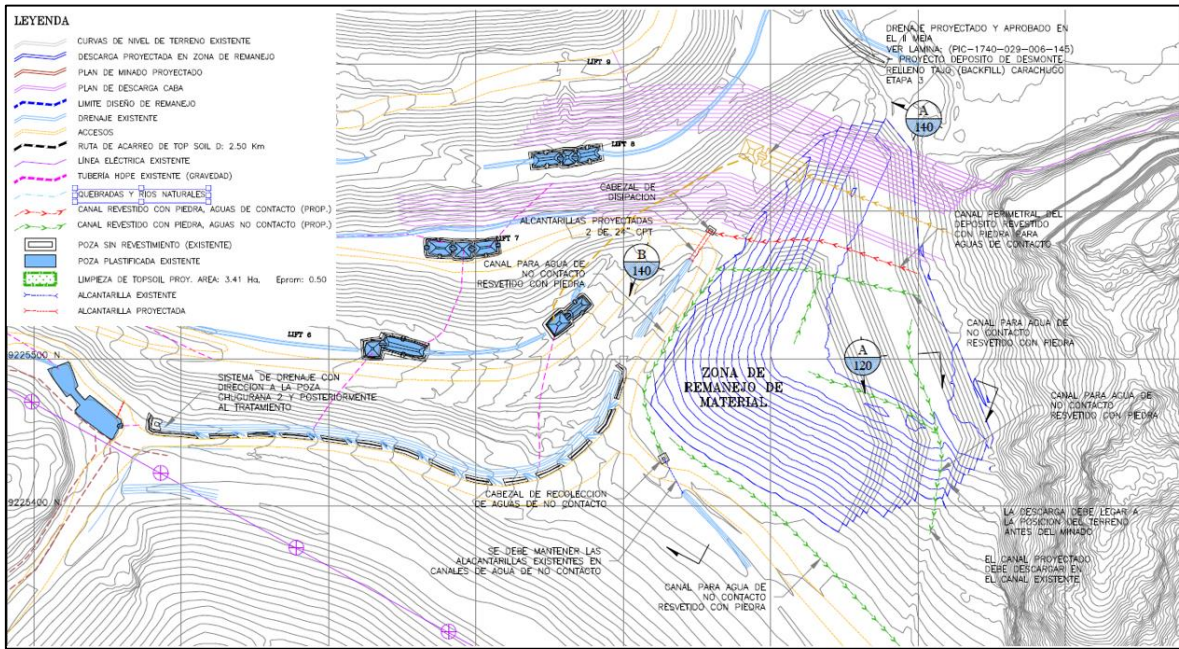 LEYENDA
CURVAS DE NIVEL DE TERRENO EXISTENTE
DESCARGA PROYECTADA EN ZONA DE REMANEJO
PLAN DE MINADO PROYECTADO
PLAN DE DESCARGA CABA
LIMITE DISEÑO DE REMANEJO
DRENAJE EXISTENTE
ACCESOS
RUTA DE ACARREO DE TOP SOIL D: 2.50 Km
LÍNEA ELÉCTRICA EXISTENTE
TUBERÍA HDPE EXISTENTE (GRAVEDAD)
QUEBRADAS Y RIOS NATURALES
CANAL REVESTIDO CON PIEDRA, AGUAS DE CONTACTO (PROP.)
CANAL REVESTIDO CON PIEDRA, AGUAS NO CONTACTO (PROP.)
POZA SIN REVESTIMIENTO (EXISTENTE)
POZA PLASTIFICADA EXISTENTE
LIMPIEZA DE TOPSOIL PROY. AREA: 3.41 Ha, Eprom: 0.50
ALCANTARILLA EXISTENTE
ALCANTARILLA PROYECTADA
DRENAJE PROYECTADO Y APROBADO EN
EL II MEIA
VER LAMINA: (PIC-1740-029-006-145)
- PROYECTO DEPOSITO DE DESMONTE
RELLENO TAJO (BACKFILL) CARACHUGO
ETAPA 3
LIFT 9
LIFT 8
A
140
CABEZAL DE
DISIPACION
ALCANTARILLAS PROYECTADAS
2 DE 24" CPT
CANAL PERIMETRAL DEL
DEPOSITO REVESTIDO
CON PIEDRA PARA
AGUAS DE CONTACTO
LIFT 7
B
140
CANAL PARA AGUA DE
NO CONTACTO
RESVETIDO CON PIEDRA
LIFT 6
CANAL PARA AGUA DE
NO CONTACTO
RESVETIDO CON PIEDRA
9225500 N
A
120
ZONA DE
REMANEJO DE
MATERIAL
SISTEMA DE DRENAJE CON
DIRECCION A LA POZA
CHUGURANA 2 Y POSTERIORMENTE
AL TRATAMIENTO
CANAL PARA AGUA DE
NO CONTACTO
RESVETIDO CON PIEDRA
9225400 N
CABEZAL DE RECOLECCION
DE AGUAS DE NO CONTACTO
LA DESCARGA DEBE LEGAR A
LA POSICION DEL TERRENO
ANTES DEL MINADO
SE DEBE MANTENER LAS
ALACANTARILLAS EXISTENTES EN
CANALES DE AGUA DE NO CONTACTO
EL CANAL PROYECTADO
DEBE DESCARGAR EN
EL CANAL EXISTENTE
CANAL PARA AGUA DE
NO CONTACTO
RESVETIDO CON PIEDRA